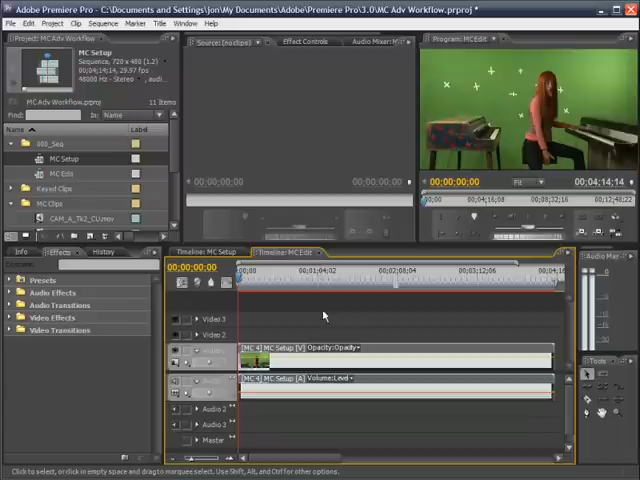 Adobe Premiere Pro - C:\Documents and Settings\jon\My Documents\Adobe\Premiere Pro\3.0\MC Adv Workflow.prproj *
File Edit Project Clip Sequence Marker Title Window Help
Project: MC Adv Workflow
MC Setup
Sequence, 720 x 480 (1.2)
00;04;14;14, 29.97 fps
48000 Hz - Stereo
MC Adv Workflow.prproj 11 Items
Find: In: Name
Name Label
000_Seq
MC Setup
MC Edit
Keyed Clips
MC Clips
CAM_A_Tk2_CU.mov
Source: (no clips) Effect Controls Audio Mixer:
00;00;00;00 00;00;00;00
Program: MC Edit
00;00;00;00 Fit 00;04;14;14
00;00 00;04;16;08 00;08;32;16 00;12;48;22
Info Effects History
Contains:
Presets
Audio Effects
Audio Transitions
Video Effects
Video Transitions
Timeline: MC Setup Timeline: MC Edit
00;00;00;00
00;00 00;01;04;02 00;02;08;04 00;03;12;06 00;04;16
Video 3
Video 2
[MC 4] MC Setup [V] Opacity:Opacity
[MC 4] MC Setup [A] Volume:Level
Audio 2
Audio 3
Master
Audio Mas
Tools
Click to select, or click in empty space and drag to marquee select. Use Shift, Alt, and Ctrl for other options.